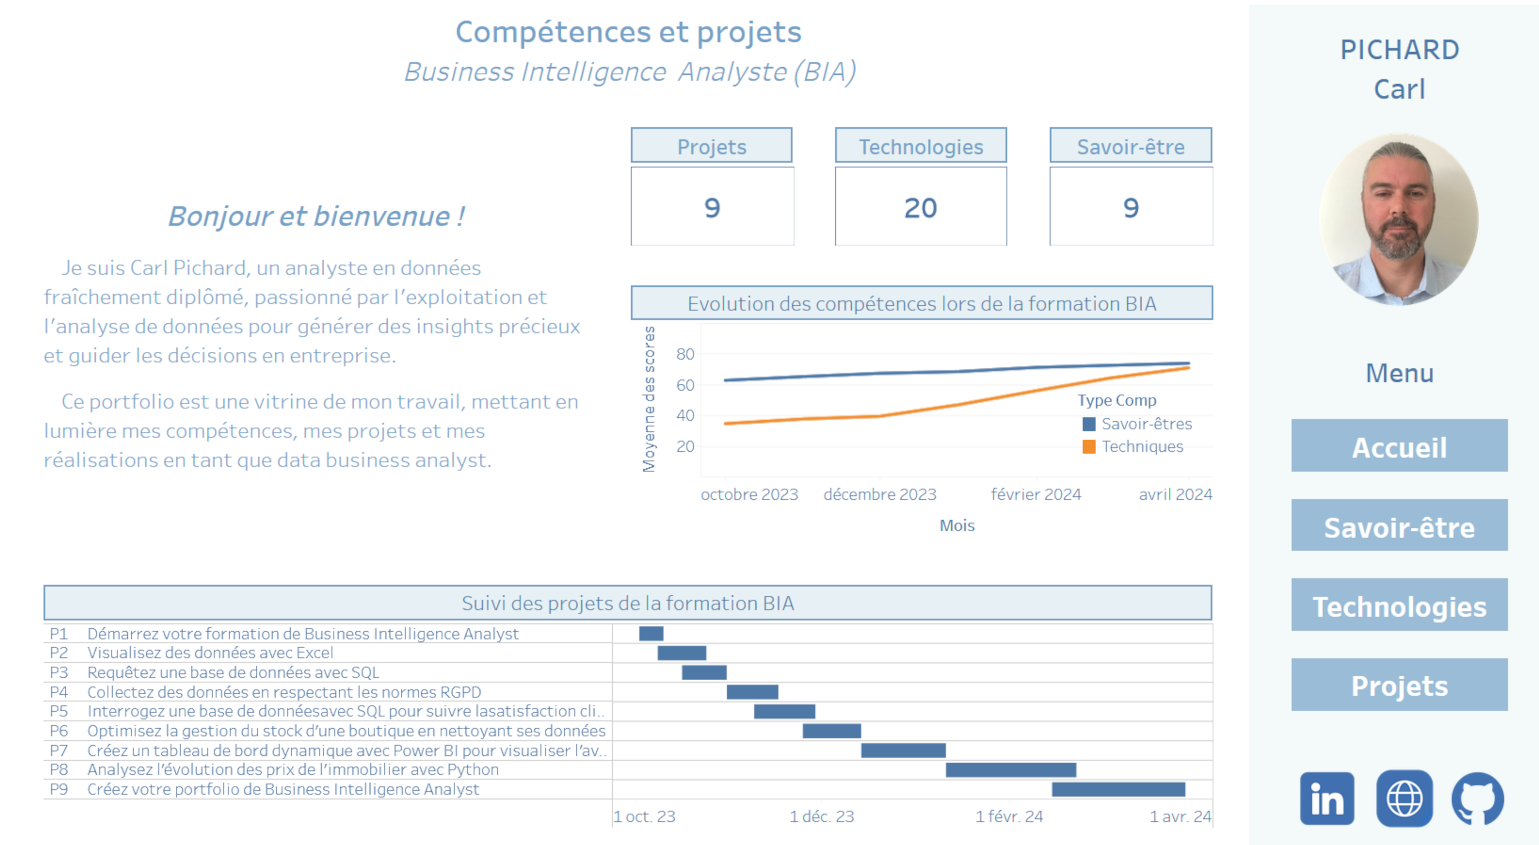 Compétences et projets
Business Intelligence Analyste (BIA)
PICHARD
Carl
Projets
Technologies
Savoir-être
9
20
9
Bonjour et bienvenue !
Je suis Carl Pichard, un analyste en données
fraîchement diplômé, passionné par l'exploitation et
l'analyse de données pour générer des insights précieux
et guider les décisions en entreprise.
Ce portfolio est une vitrine de mon travail, mettant en
lumière mes compétences, mes projets et mes
réalisations en tant que data business analyst.
Evolution des compétences lors de la formation BIA
Moyenne des scores
80
60
40
20
Type Comp
Savoir-êtres
Techniques
octobre 2023 décembre 2023 février 2024 avril 2024
Mois
Menu
Accueil
Savoir-être
Technologies
Projets
Suivi des projets de la formation BIA
P1 Démarrez votre formation de Business Intelligence Analyst
P2 Visualisez des données avec Excel
P3 Requêtez une base de données avec SQL
P4 Collectez des données en respectant les normes RGPD
P5 Interrogez une base de donnéesavec SQL pour suivre lasatisfaction cli..
P6 Optimisez la gestion du stock d'une boutique en nettoyant ses données
P7 Créez un tableau de bord dynamique avec Power BI pour visualiser l'av..
P8 Analysez l'évolution des prix de l'immobilier avec Python
P9 Créez votre portfolio de Business Intelligence Analyst
1 oct. 23 1 déc. 23 1 févr. 24 1 avr. 24
in